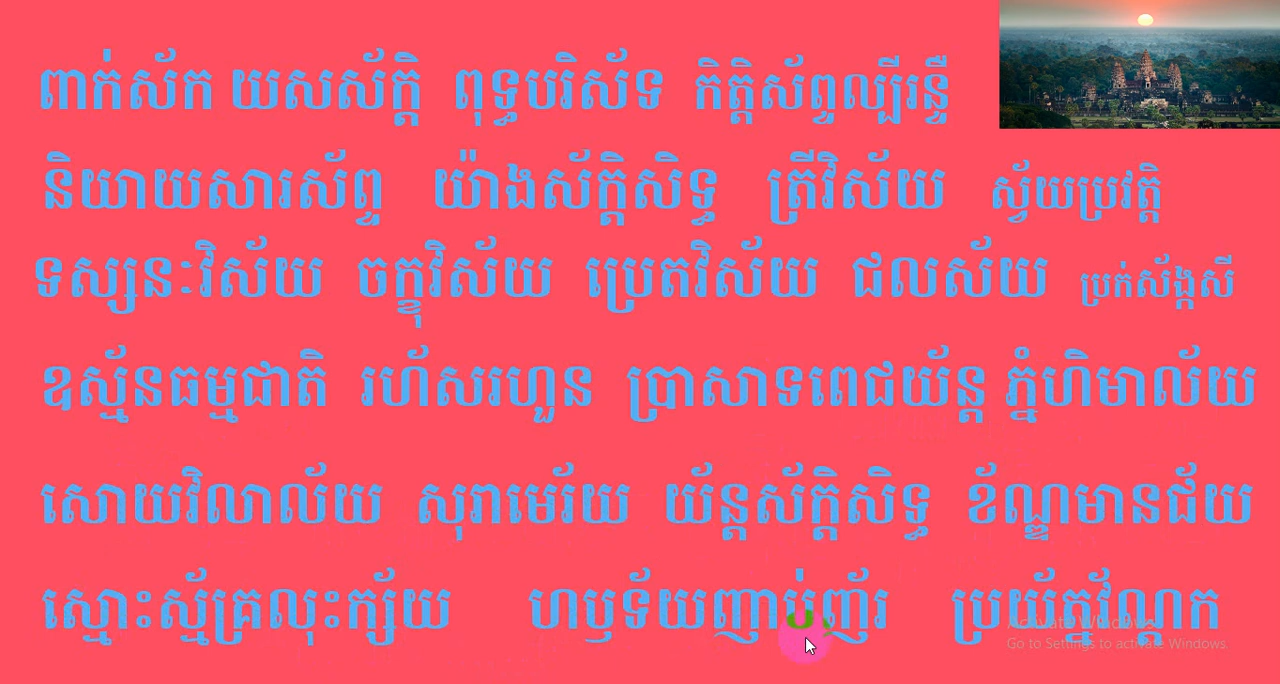 ពាក់ស័ក យសស័ក្តិ ពុទ្ធបរិស័ទ កិត្តិស័ព្ទល្បីរន្ទឺ
និយាយសារស័ព្ទ យ៉ាងស័ក្តិសិទ្ធ ត្រីវិស័យ ស្វ័យប្រវត្តិ
ទស្សនៈវិស័យ ចក្ខុវិស័យ ប្រេតវិស័យ ជលស័យ ប្រក់ស័ង្កសី
ឧស្ម័នធម្មជាតិ រហ័សរហួន ប្រាសាទពេជយ័ន្ត ភ្នំហិមាល័យ
សោយវិលាល័យ សុរាមេរ័យ យ័ន្តស័ក្តិសិទ្ធ ខ័ណ្ឌមានជ័យ
ស្មោះស្ម័គ្រលុះក្ស័យ ហឫទ័យញាប់ញ័រ ប្រយ័ត្នវ័ណ្ដក
Activate Windows
Go to Settings to activate Windows.